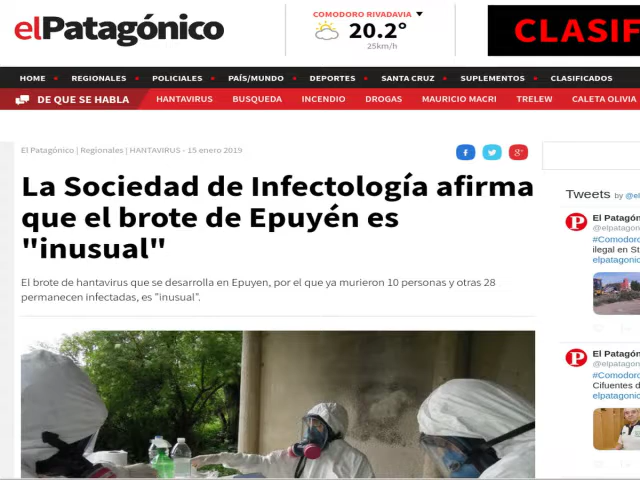 elPatagónico
COMODORO RIVADAVIA
20.2°
25km/h
CLASIF
HOME • REGIONALES • POLICIALES • PAÍS/MUNDO • DEPORTES • SANTA CRUZ • SUPLEMENTOS • CLASIFICADOS
DE QUE SE HABLA HANTAVIRUS BUSQUEDA INCENDIO DROGAS MAURICIO MACRI TRELEW CALETA OLIVIA
El Patagónico | Regionales | HANTAVIRUS - 15 enero 2019
La Sociedad de Infectología afirma
que el brote de Epuyén es
"inusual"
El brote de hantavirus que se desarrolla en Epuyen, por el que ya murieron 10 personas y otras 28
permanecen infectadas, es "inusual".
Tweets by @el
El Patagón
@elpatagon
#Comodoro
ilegal en St
elpatagonic
El Patagón
@elpatagon
#Comodoro
Cifuentes d
elpatagonic